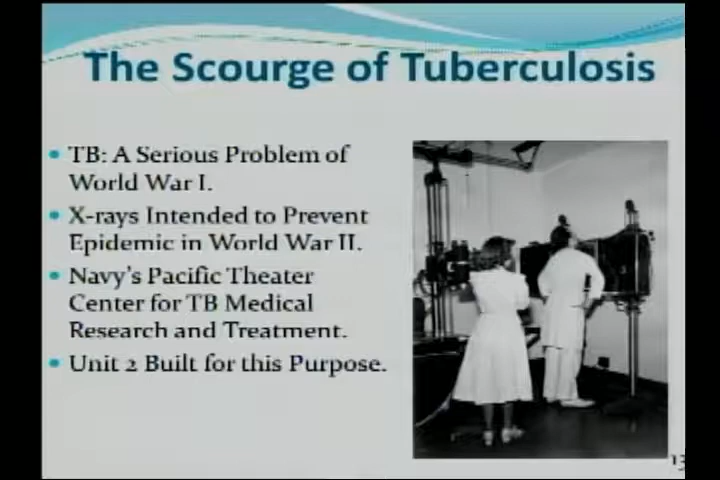 The Scourge of Tuberculosis
• TB: A Serious Problem of
World War I.
• X-rays Intended to Prevent
Epidemic in World War II.
• Navy's Pacific Theater
Center for TB Medical
Research and Treatment.
• Unit 2 Built for this Purpose.
13